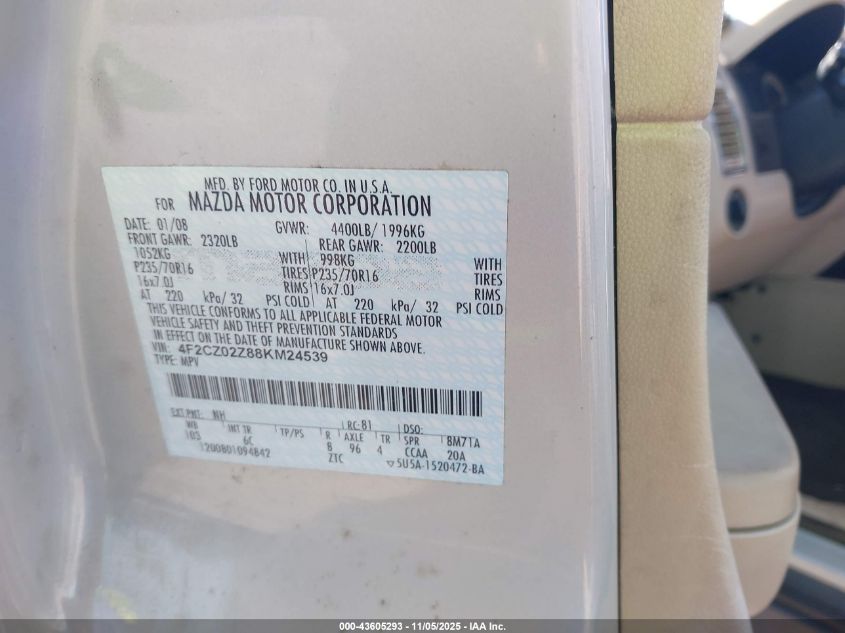 MFD. BY FORD MOTOR CO. IN U.S.A.
FOR MAZDA MOTOR CORPORATION
DATE: 01/08 GVWR: 4400LB/ 1996KG
FRONT GAWR: 2320LB REAR GAWR: 2200LB
1052KG WITH 998KG WITH
P235/70R16 TIRES P235/70R16 TIRES
16x7.0J RIMS 16x7.0J RIMS
AT 220 kPa/ 32 PSI COLD AT 220 kPa/ 32 PSI COLD
THIS VEHICLE CONFORMS TO ALL APPLICABLE FEDERAL MOTOR
VEHICLE SAFETY AND THEFT PREVENTION STANDARDS
IN EFFECT ON THE DATE OF MANUFACTURE SHOWN ABOVE.
VIN: 4F2CZ02Z88KM24539
TYPE: MPV
EXT PNT: NH RC: 81 DSO:
WB INT TR TP/PS R AXLE TR SPR 8M71A
103 6C B 96 4 CCAA 20A
1200801094842 ZTC 5U5A-1520472-BA
000-43605293 - 11/05/2025 - IAA Inc.